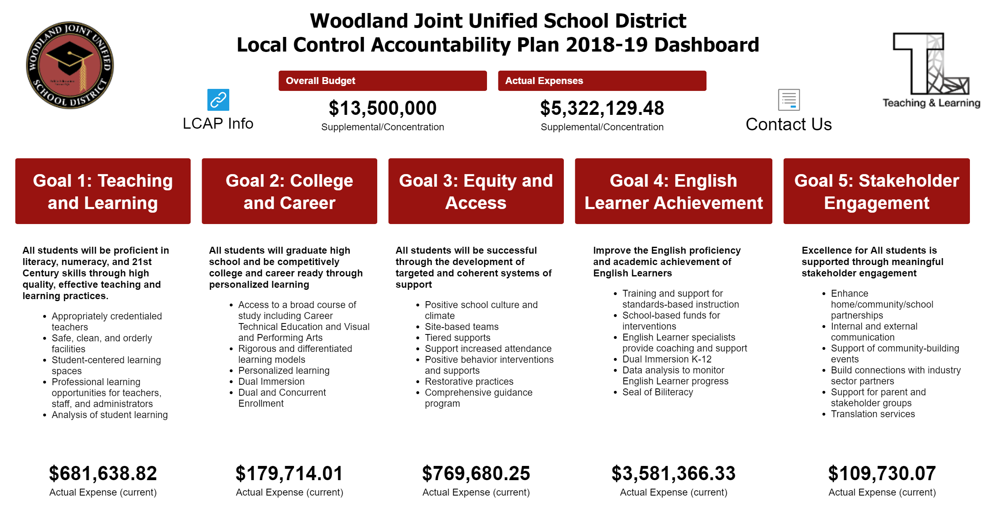 Woodland Joint Unified School District
Local Control Accountability Plan 2018-19 Dashboard
WOODLAND JOINT UNIFIED
SCHOOL DISTRICT
Teaching & Learning
LCAP Info
Overall Budget
$13,500,000
Supplemental/Concentration
Actual Expenses
$5,322,129.48
Supplemental/Concentration
Contact Us
Goal 1: Teaching
and Learning
All students will be proficient in
literacy, numeracy, and 21st
Century skills through high
quality, effective teaching and
learning practices.
• Appropriately credentialed
teachers
• Safe, clean, and orderly
facilities
• Student-centered learning
spaces
• Professional learning
opportunities for teachers,
staff, and administrators
• Analysis of student learning
$681,638.82
Actual Expense (current)
Goal 2: College
and Career
All students will graduate high
school and be competitively
college and career ready through
personalized learning
• Access to a broad course of
study including Career
Technical Education and Visual
and Performing Arts
• Rigorous and differentiated
learning models
• Personalized learning
• Dual Immersion
• Dual and Concurrent
Enrollment
$179,714.01
Actual Expense (current)
Goal 3: Equity and
Access
All students will be successful
through the development of
targeted and coherent systems of
support
• Positive school culture and
climate
• Site-based teams
• Tiered supports
• Support increased attendance
• Positive behavior interventions
and supports
• Restorative practices
• Comprehensive guidance
program
$769,680.25
Actual Expense (current)
Goal 4: English
Learner Achievement
Improve the English proficiency
and academic achievement of
English Learners
• Training and support for
standards-based instruction
• School-based funds for
interventions
• English Learner specialists
provide coaching and support
• Dual Immersion K-12
• Data analysis to monitor
English Learner progress
• Seal of Biliteracy
$3,581,366.33
Actual Expense (current)
Goal 5: Stakeholder
Engagement
Excellence for All students is
supported through meaningful
stakeholder engagement
• Enhance
home/community/school
partnerships
• Internal and external
communication
• Support of community-building
events
• Build connections with industry
sector partners
• Support for parent and
stakeholder groups
• Translation services
$109,730.07
Actual Expense (current)